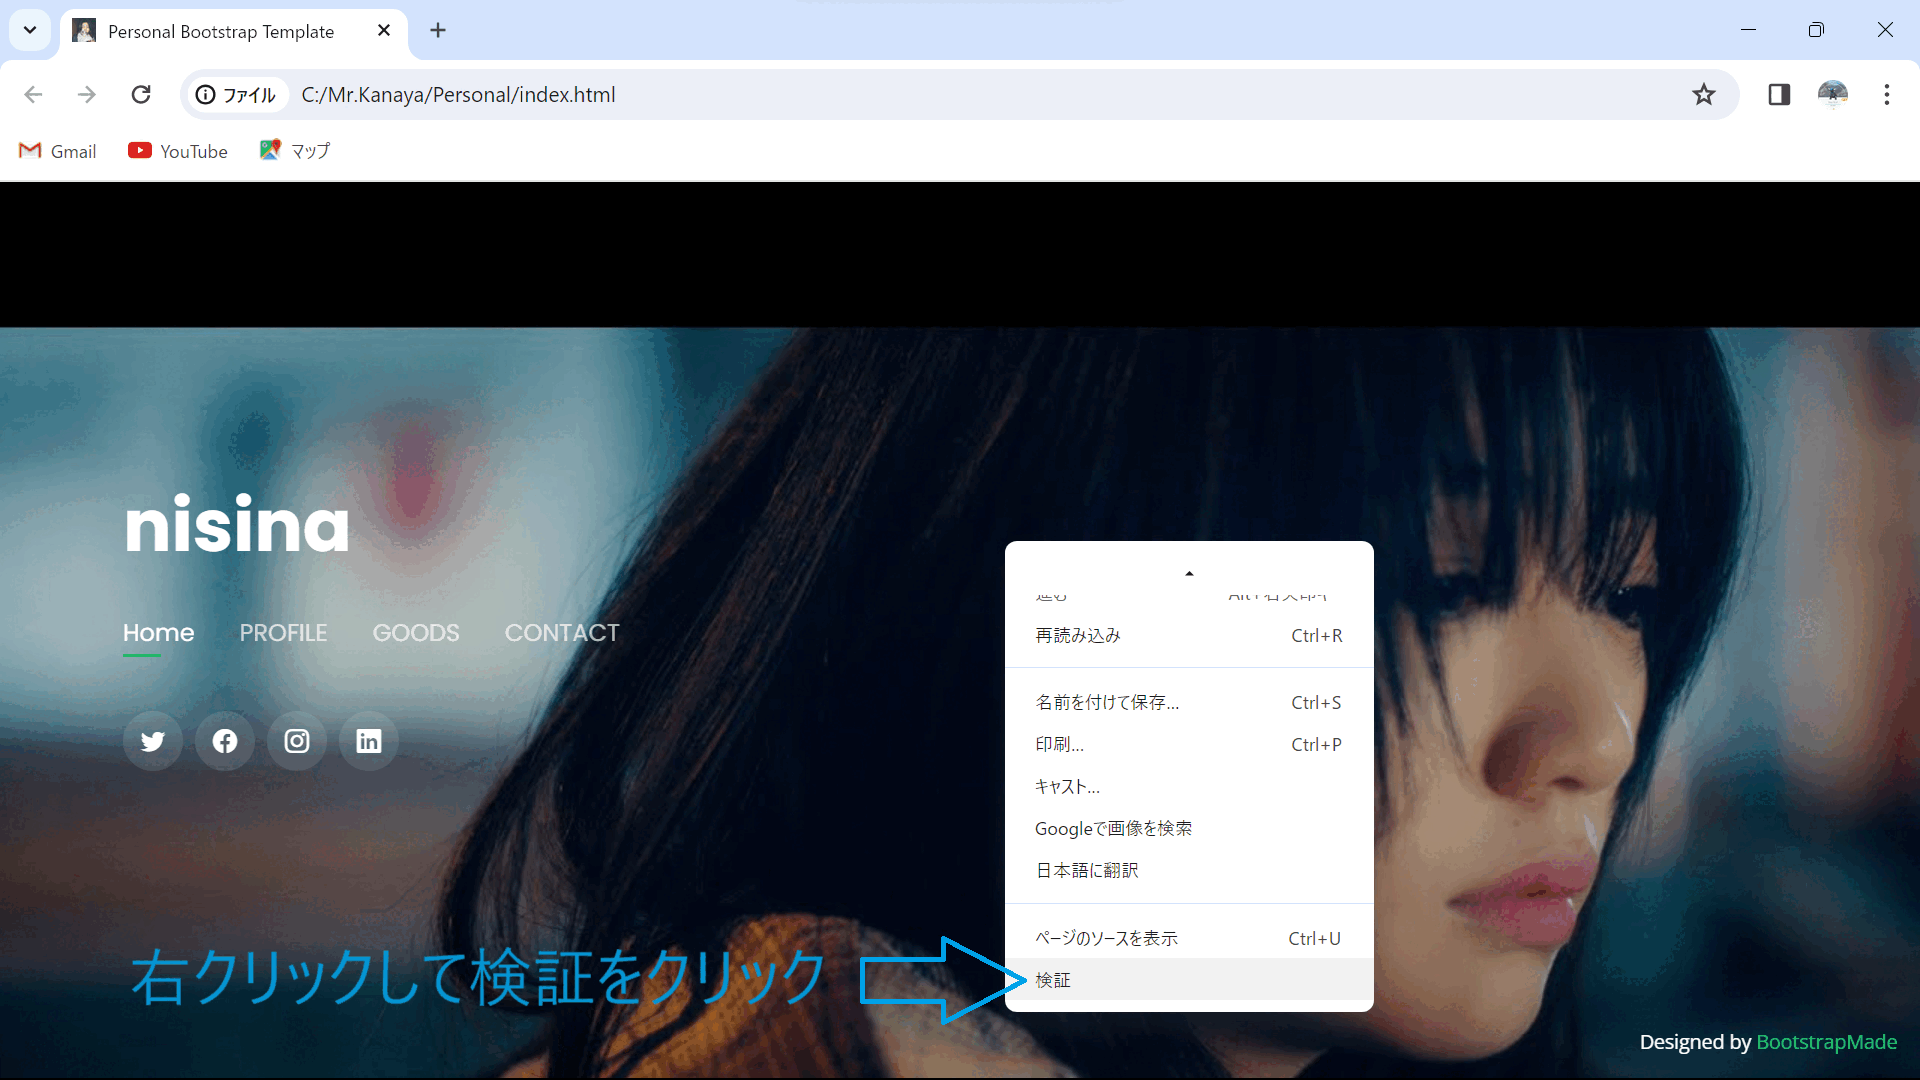 Personal Bootstrap Template
ファイル C:/Mr.Kanaya/Personal/index.html
Gmail YouTube マップ
nisina
Home PROFILE GOODS CONTACT
再読み込み Ctrl+R
名前を付けて保存... Ctrl+S
印刷... Ctrl+P
キャスト...
Googleで画像を検索
日本語に翻訳
ページのソースを表示 Ctrl+U
検証
右クリックして検証をクリック
Designed by BootstrapMade